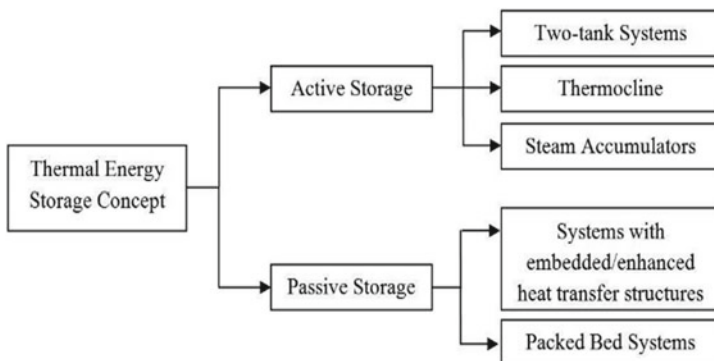 Thermal Energy
Storage Concept
Active Storage
Two-tank Systems
Thermocline
Steam Accumulators
Passive Storage
Systems with
embedded/enhanced
heat transfer structures
Packed Bed Systems